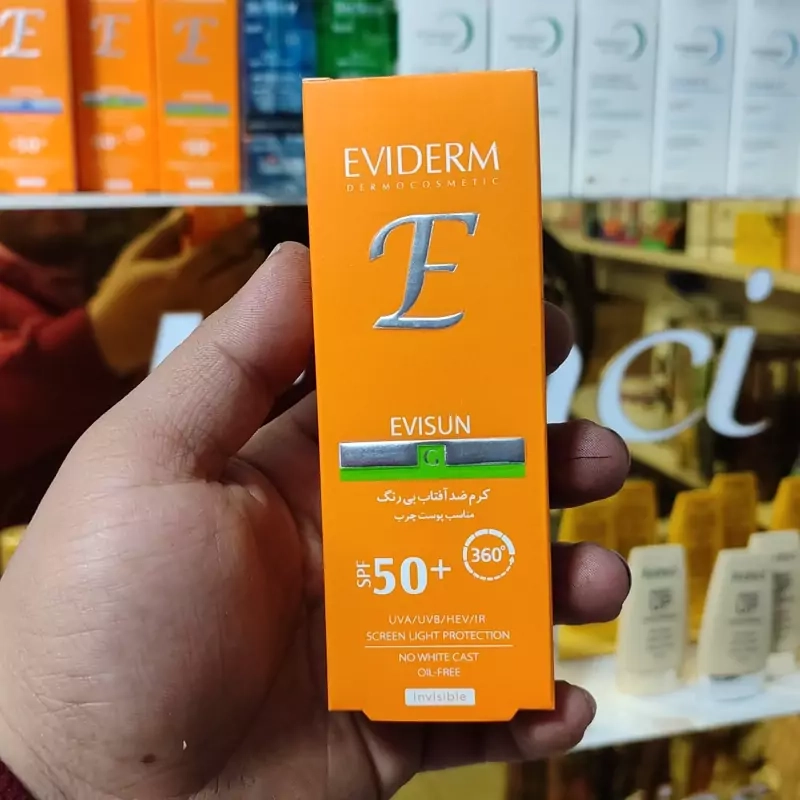 EVIDERM
DERMOCOSMETIC
E
EVISUN
G
کرم ضد آفتاب بی رنگ
مناسب پوست چرب
SPF 50+
360°
UVA/UVB/HEV/IR
SCREEN LIGHT PROTECTION
NO WHITE CAST
OIL-FREE
Invisible